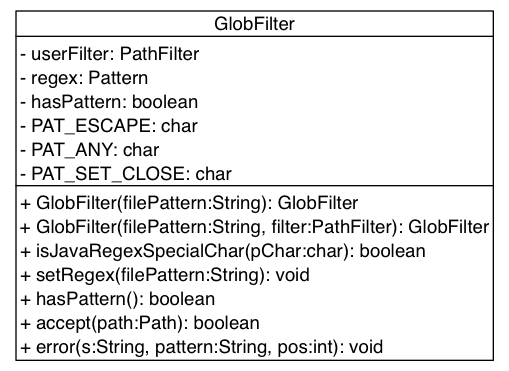 GlobFilter
- userFilter: PathFilter
- regex: Pattern
- hasPattern: boolean
- PAT_ESCAPE: char
- PAT_ANY: char
- PAT_SET_CLOSE: char
+ GlobFilter(filePattern:String): GlobFilter
+ GlobFilter(filePattern:String, filter:PathFilter): GlobFilter
+ isJavaRegexSpecialChar(pChar:char): boolean
+ setRegex(filePattern:String): void
+ hasPattern(): boolean
+ accept(path:Path): boolean
+ error(s:String, pattern:String, pos:int): void